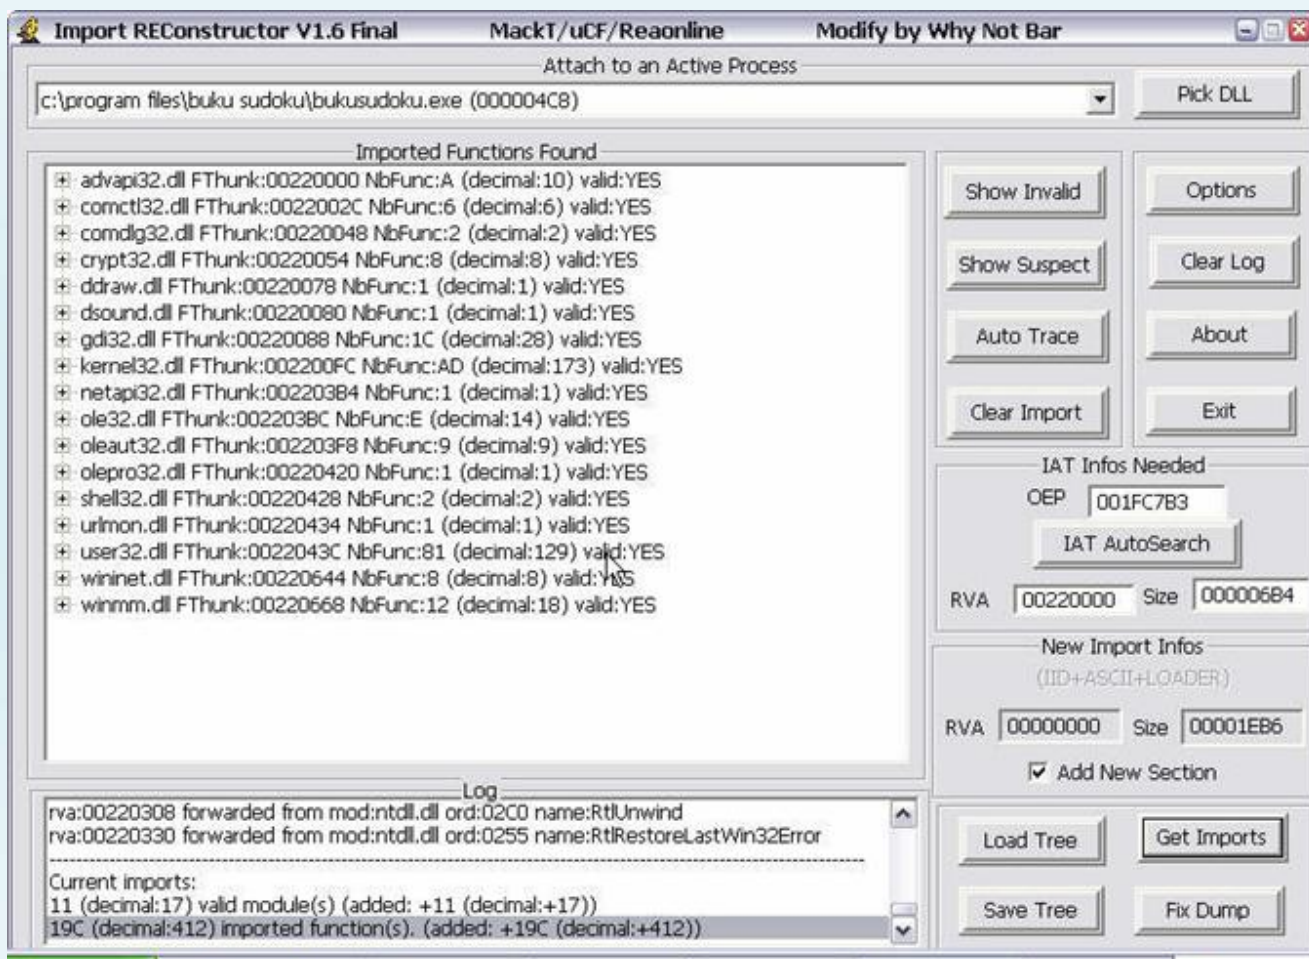 Import REConstructor V1.6 Final MackT/uCF/Reaonline Modify by Why Not Bar
Attach to an Active Process
c:\program files\buku sudoku\bukusudoku.exe (000004C8)
Pick DLL
Imported Functions Found
advapi32.dll FThunk:00220000 NbFunc:A (decimal:10) valid:YES
comctl32.dll FThunk:0022002C NbFunc:6 (decimal:6) valid:YES
comdlg32.dll FThunk:00220048 NbFunc:2 (decimal:2) valid:YES
crypt32.dll FThunk:00220054 NbFunc:8 (decimal:8) valid:YES
ddraw.dll FThunk:00220078 NbFunc:1 (decimal:1) valid:YES
dsound.dll FThunk:00220080 NbFunc:1 (decimal:1) valid:YES
gdi32.dll FThunk:00220088 NbFunc:1C (decimal:28) valid:YES
kernel32.dll FThunk:002200FC NbFunc:AD (decimal:173) valid:YES
netapi32.dll FThunk:002203B4 NbFunc:1 (decimal:1) valid:YES
ole32.dll FThunk:002203BC NbFunc:E (decimal:14) valid:YES
oleaut32.dll FThunk:002203F8 NbFunc:9 (decimal:9) valid:YES
olepro32.dll FThunk:00220420 NbFunc:1 (decimal:1) valid:YES
shell32.dll FThunk:00220428 NbFunc:2 (decimal:2) valid:YES
urlmon.dll FThunk:00220434 NbFunc:1 (decimal:1) valid:YES
user32.dll FThunk:0022043C NbFunc:81 (decimal:129) valid:YES
wininet.dll FThunk:00220644 NbFunc:8 (decimal:8) valid:YES
winmm.dll FThunk:00220668 NbFunc:12 (decimal:18) valid:YES
Show Invalid
Options
Show Suspect
Clear Log
Auto Trace
About
Clear Import
Exit
IAT Infos Needed
OEP 001FC7B3
IAT AutoSearch
RVA 00220000 Size 000006B4
New Import Infos
(IID+ASCII+LOADER)
RVA 00000000 Size 00001EB6
Add New Section
Log
rva:00220308 forwarded from mod:ntdll.dll ord:02C0 name:RtlUnwind
rva:00220330 forwarded from mod:ntdll.dll ord:0255 name:RtlRestoreLastWin32Error
Current imports:
11 (decimal:17) valid module(s) (added: +11 (decimal:+17))
19C (decimal:412) imported function(s). (added: +19C (decimal:+412))
Load Tree
Get Imports
Save Tree
Fix Dump